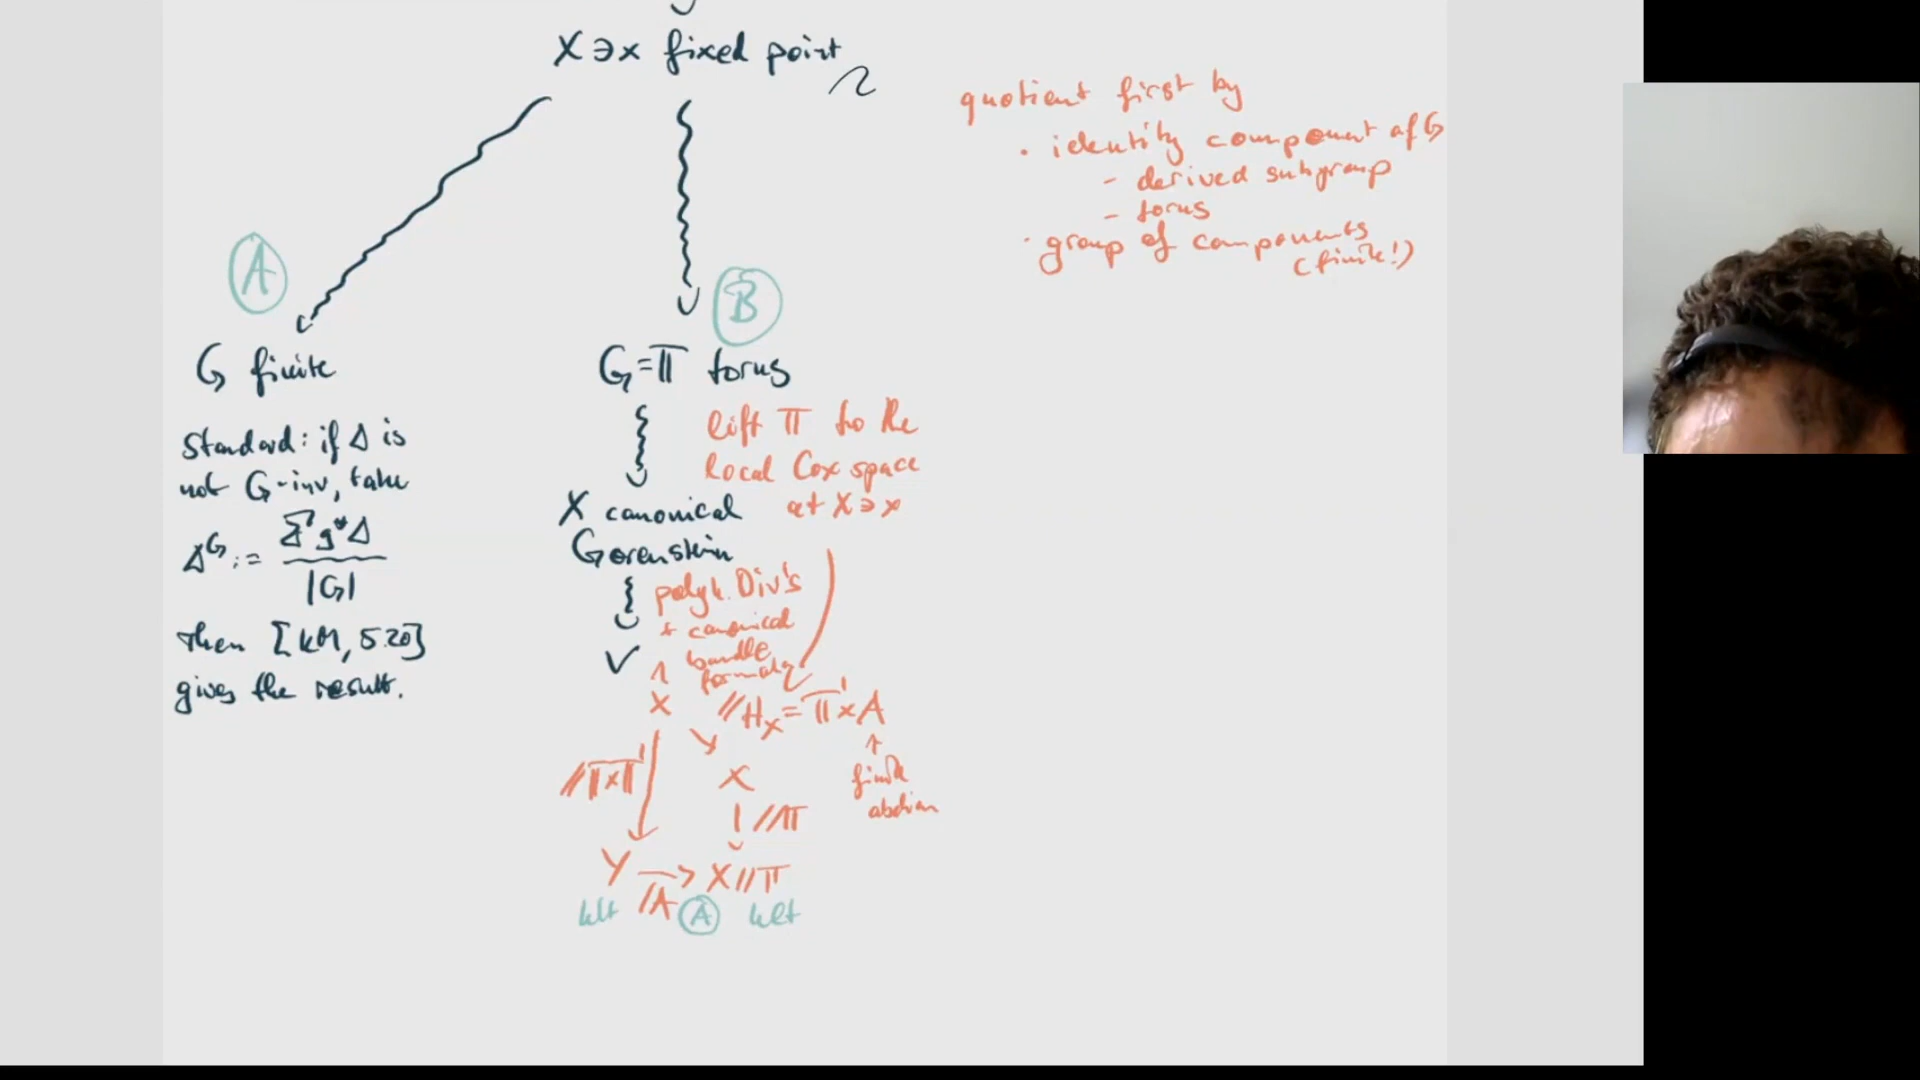 X∋x fixed point
quotient first by
· identity component of G
- derived subgroup
- torus
· group of components
(finite!)
A
B
G finite
G=𝕋 torus
Standard: if Δ is
not G-inv, take
Δ^G := Σ g*Δ / |G|
then [KM, 5.20]
gives the result.
lift 𝕋 to the
local Cox space
at X∋x
X canonical
Gorenstein
polyh. Div's
+ canonical
bundle
formula
✓
X //H_x = 𝕋'×A
↑
finite
abelian
//𝕋×𝕋'
X
//𝕋
Y → X//𝕋
/A
klt A klt